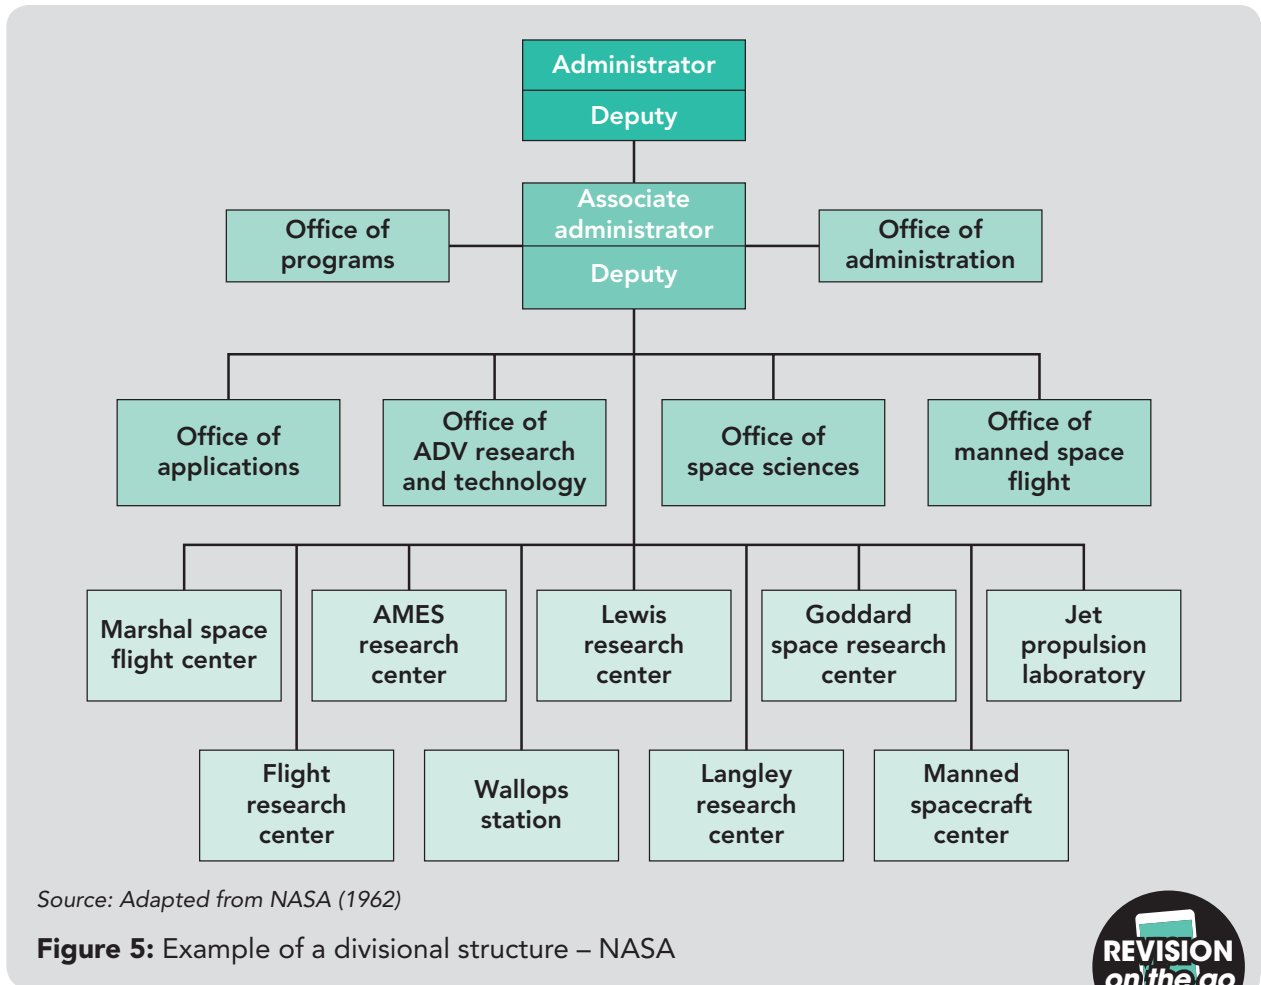 Administrator
Deputy
Associate
administrator
Deputy
Office of
programs
Office of
administration
Office of
applications
Office of
ADV research
and technology
Office of
space sciences
Office of
manned space
flight
Marshal space
flight center
AMES
research
center
Lewis
research
center
Goddard
space research
center
Jet
propulsion
laboratory
Flight
research
center
Wallops
station
Langley
research
center
Manned
spacecraft
center
Source: Adapted from NASA (1962)
Figure 5: Example of a divisional structure – NASA
REVISION
on the go